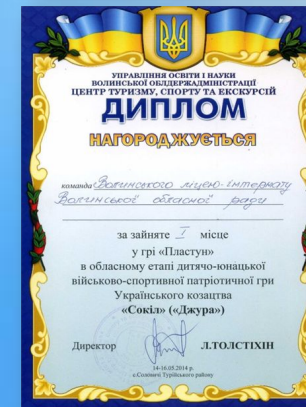 УПРАВЛІННЯ ОСВІТИ І НАУКИ
ВОЛИНСЬКОЇ ОБЛДЕРЖАДМІНІСТРАЦІЇ
ЦЕНТР ТУРИЗМУ, СПОРТУ ТА ЕКСКУРСІЙ
ДИПЛОМ
НАГОРОДЖУЄТЬСЯ
команда Волинського ліцею-інтернату
Волинської обласної ради
за зайняте I місце
у грі «Пластун»
в обласному етапі дитячо-юнацької
військово-спортивної патріотичної гри
Українського козацтва
«Сокіл» («Джура»)
Директор Л.ТОЛСТІХІН
14-16.05.2014 р.
с.Соловичі Турійського району